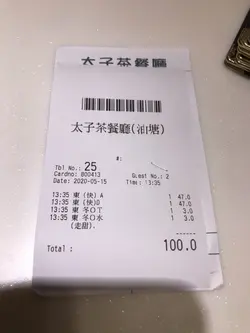 太子茶餐廳
太子茶餐廳(油塘)
#:
Tbl No.: 25
Cardno: 000413 Guest No.: 2
Date: 2020-05-15 Time: 13:35
13:35 東 (快) A 1 47.0
13:35 東 (快)O 1 47.0
13:35 東 冬OT 1 3.0
13:35 東 冬O水 1 3.0
(走甜).
Total: 100.0